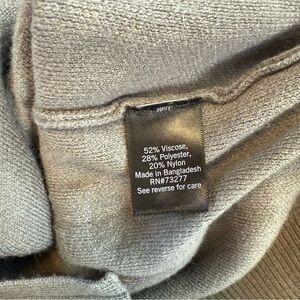 52% Viscose,
28% Polyester,
20% Nylon
Made in Bangladesh
RN#73277
See reverse for care